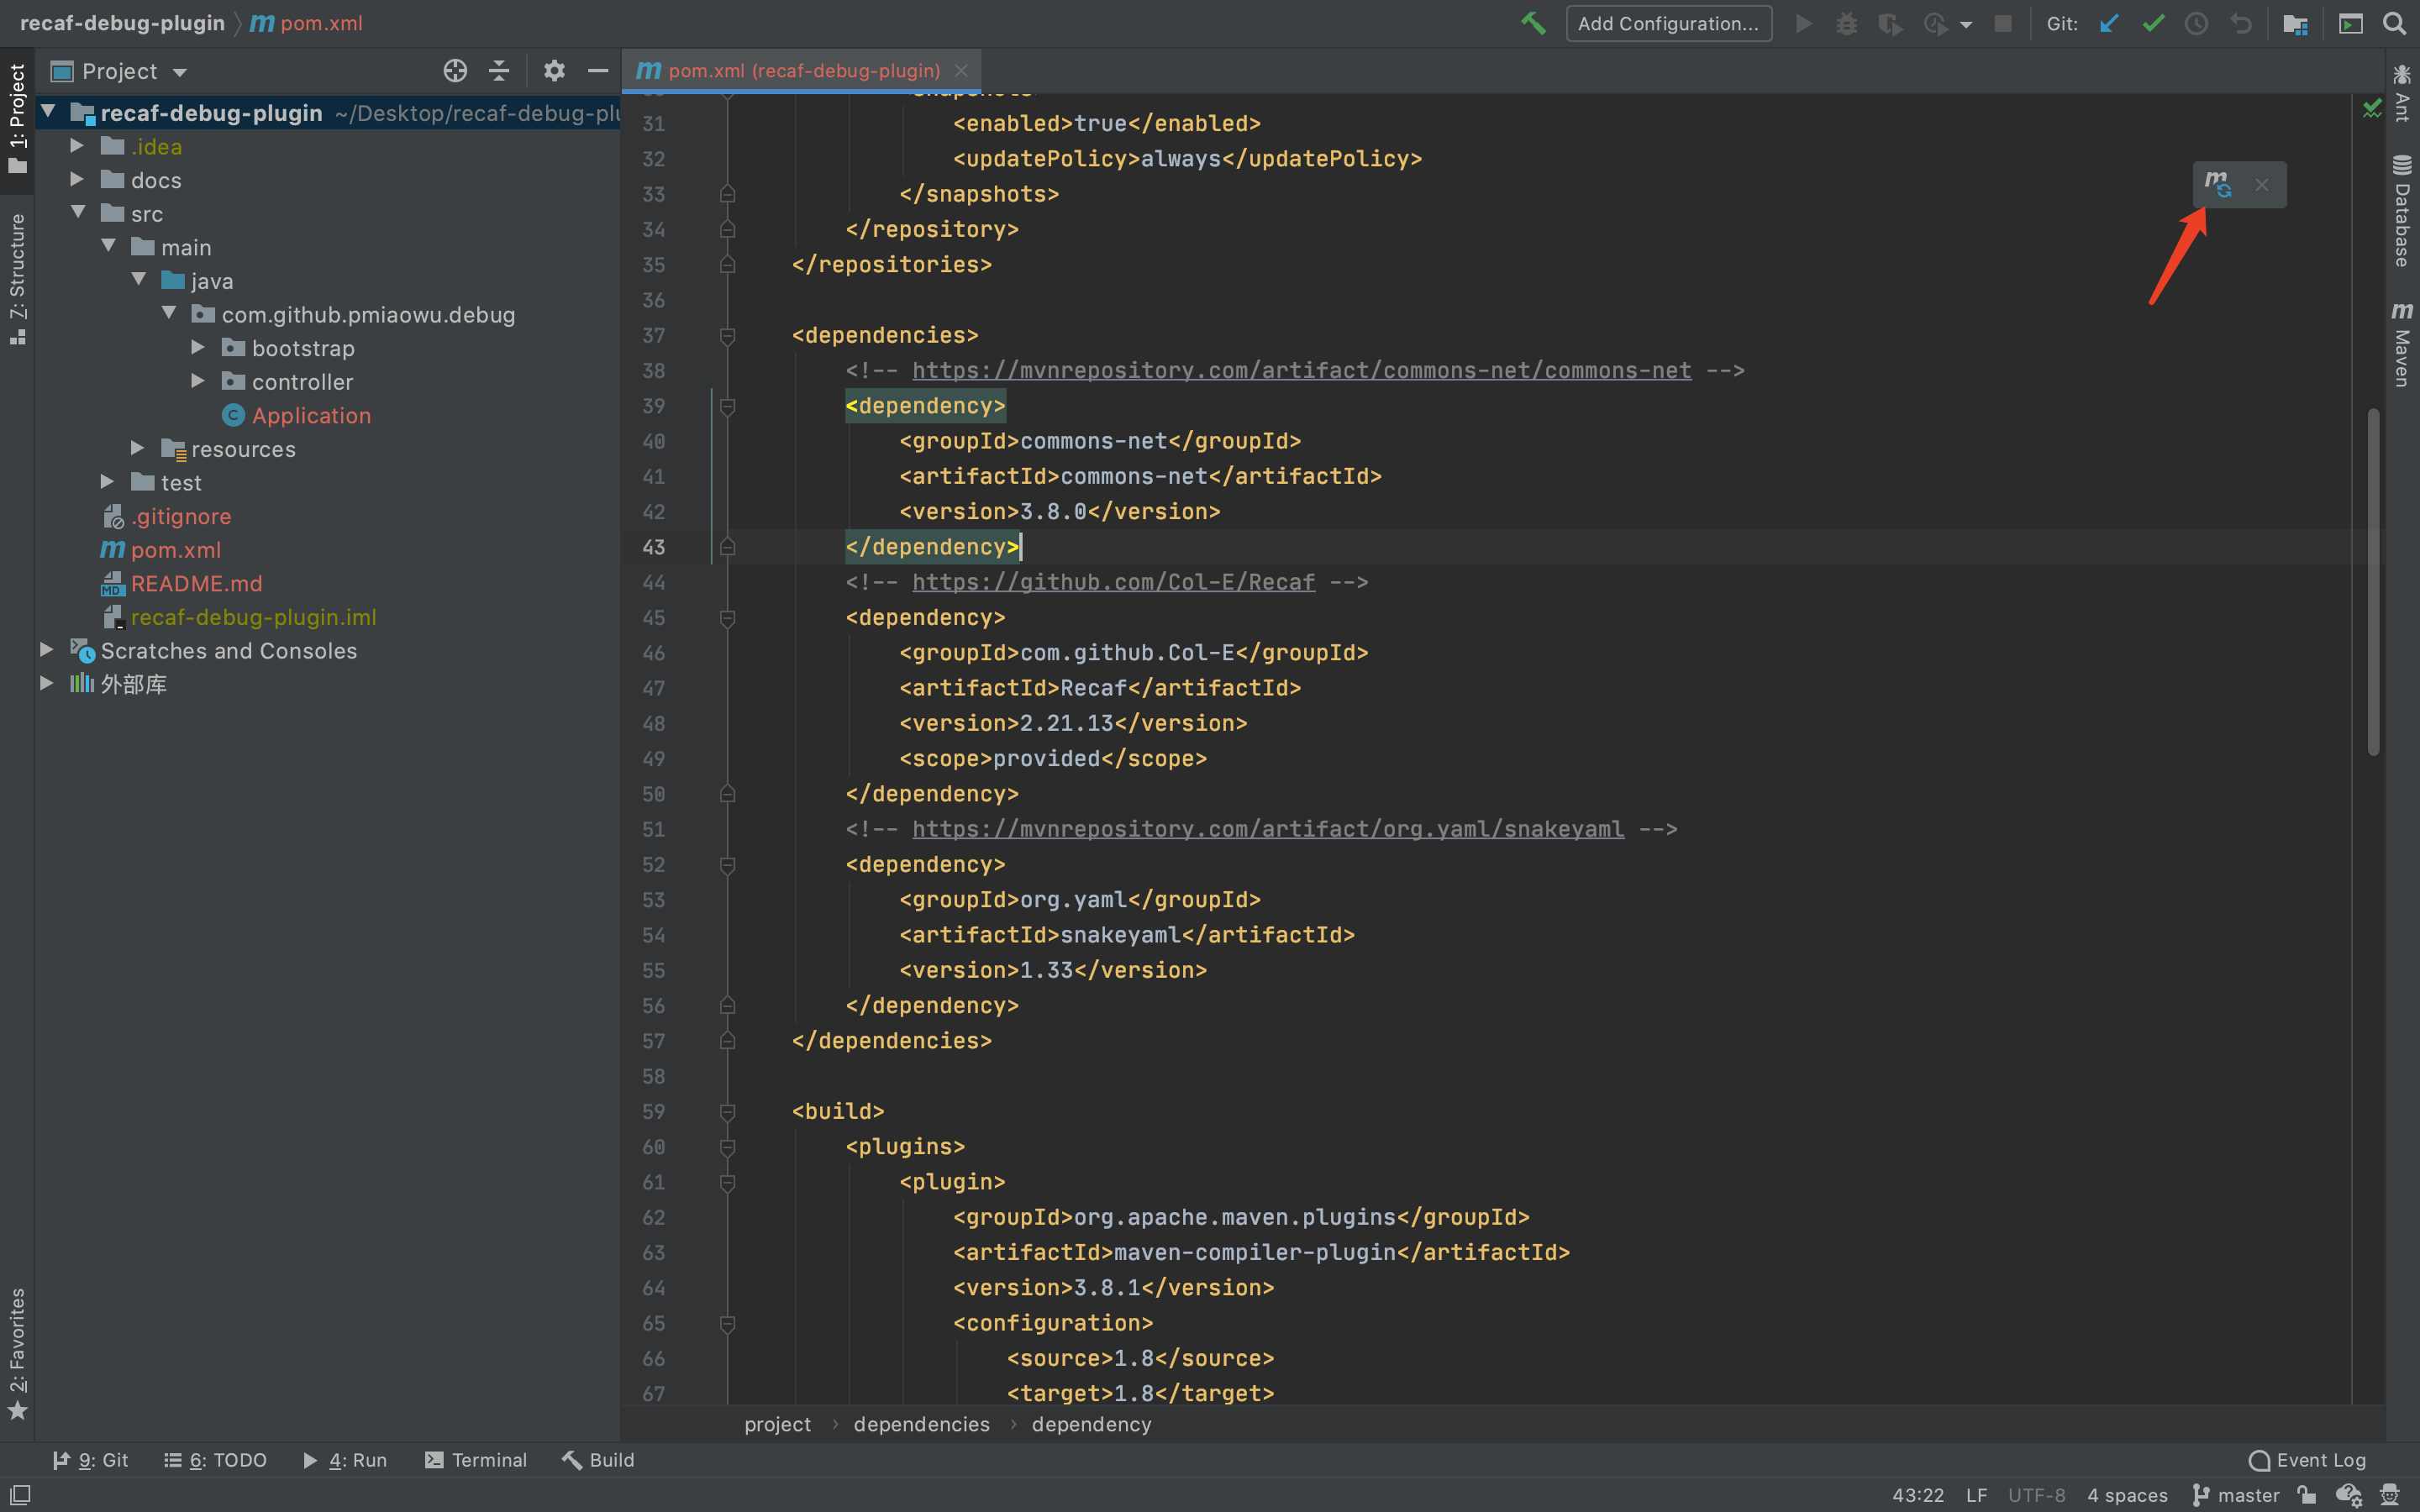 recaf-debug-plugin
pom.xml
Add Configuration...
Git:
Project
pom.xml (recaf-debug-plugin)
1: Project
Z: Structure
2: Favorites
recaf-debug-plugin ~/Desktop/recaf-debug-plu
.idea
docs
src
main
java
com.github.pmiaowu.debug
bootstrap
controller
Application
resources
test
.gitignore
pom.xml
README.md
recaf-debug-plugin.iml
Scratches and Consoles
外部库
31 <enabled>true</enabled>
32 <updatePolicy>always</updatePolicy>
33 </snapshots>
34 </repository>
35 </repositories>
36
37 <dependencies>
38 <!-- https://mvnrepository.com/artifact/commons-net/commons-net -->
39 <dependency>
40 <groupId>commons-net</groupId>
41 <artifactId>commons-net</artifactId>
42 <version>3.8.0</version>
43 </dependency>
44 <!-- https://github.com/Col-E/Recaf -->
45 <dependency>
46 <groupId>com.github.Col-E</groupId>
47 <artifactId>Recaf</artifactId>
48 <version>2.21.13</version>
49 <scope>provided</scope>
50 </dependency>
51 <!-- https://mvnrepository.com/artifact/org.yaml/snakeyaml -->
52 <dependency>
53 <groupId>org.yaml</groupId>
54 <artifactId>snakeyaml</artifactId>
55 <version>1.33</version>
56 </dependency>
57 </dependencies>
58
59 <build>
60 <plugins>
61 <plugin>
62 <groupId>org.apache.maven.plugins</groupId>
63 <artifactId>maven-compiler-plugin</artifactId>
64 <version>3.8.1</version>
65 <configuration>
66 <source>1.8</source>
67 <target>1.8</target>
Ant
Database
Maven
project › dependencies › dependency
9: Git
6: TODO
4: Run
Terminal
Build
Event Log
43:22 LF UTF-8 4 spaces master